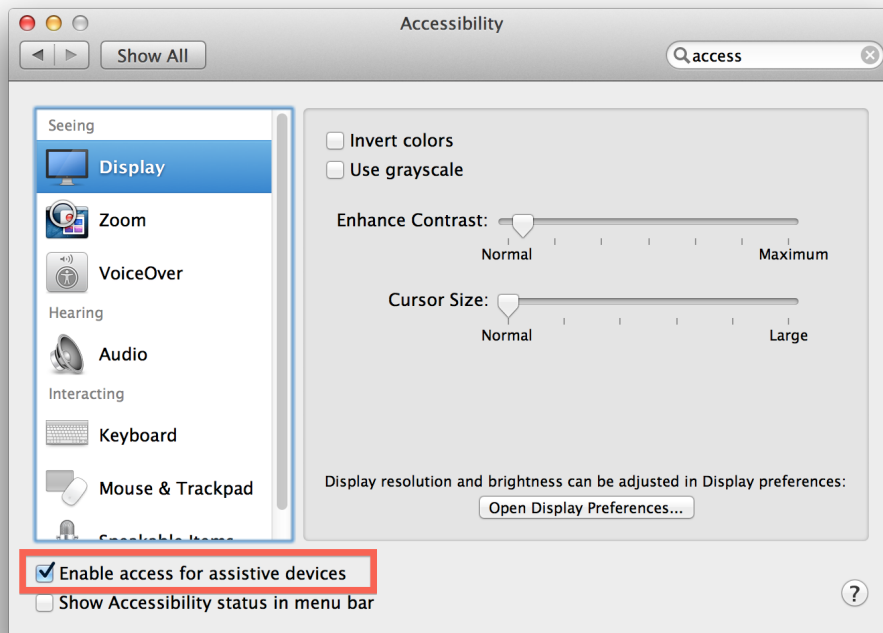 Accessibility
Show All
access
Seeing
Display
Zoom
VoiceOver
Hearing
Audio
Interacting
Keyboard
Mouse & Trackpad
Speakable Items
Invert colors
Use grayscale
Enhance Contrast:
Normal
Maximum
Cursor Size:
Normal
Large
Display resolution and brightness can be adjusted in Display preferences:
Open Display Preferences...
Enable access for assistive devices
Show Accessibility status in menu bar
?